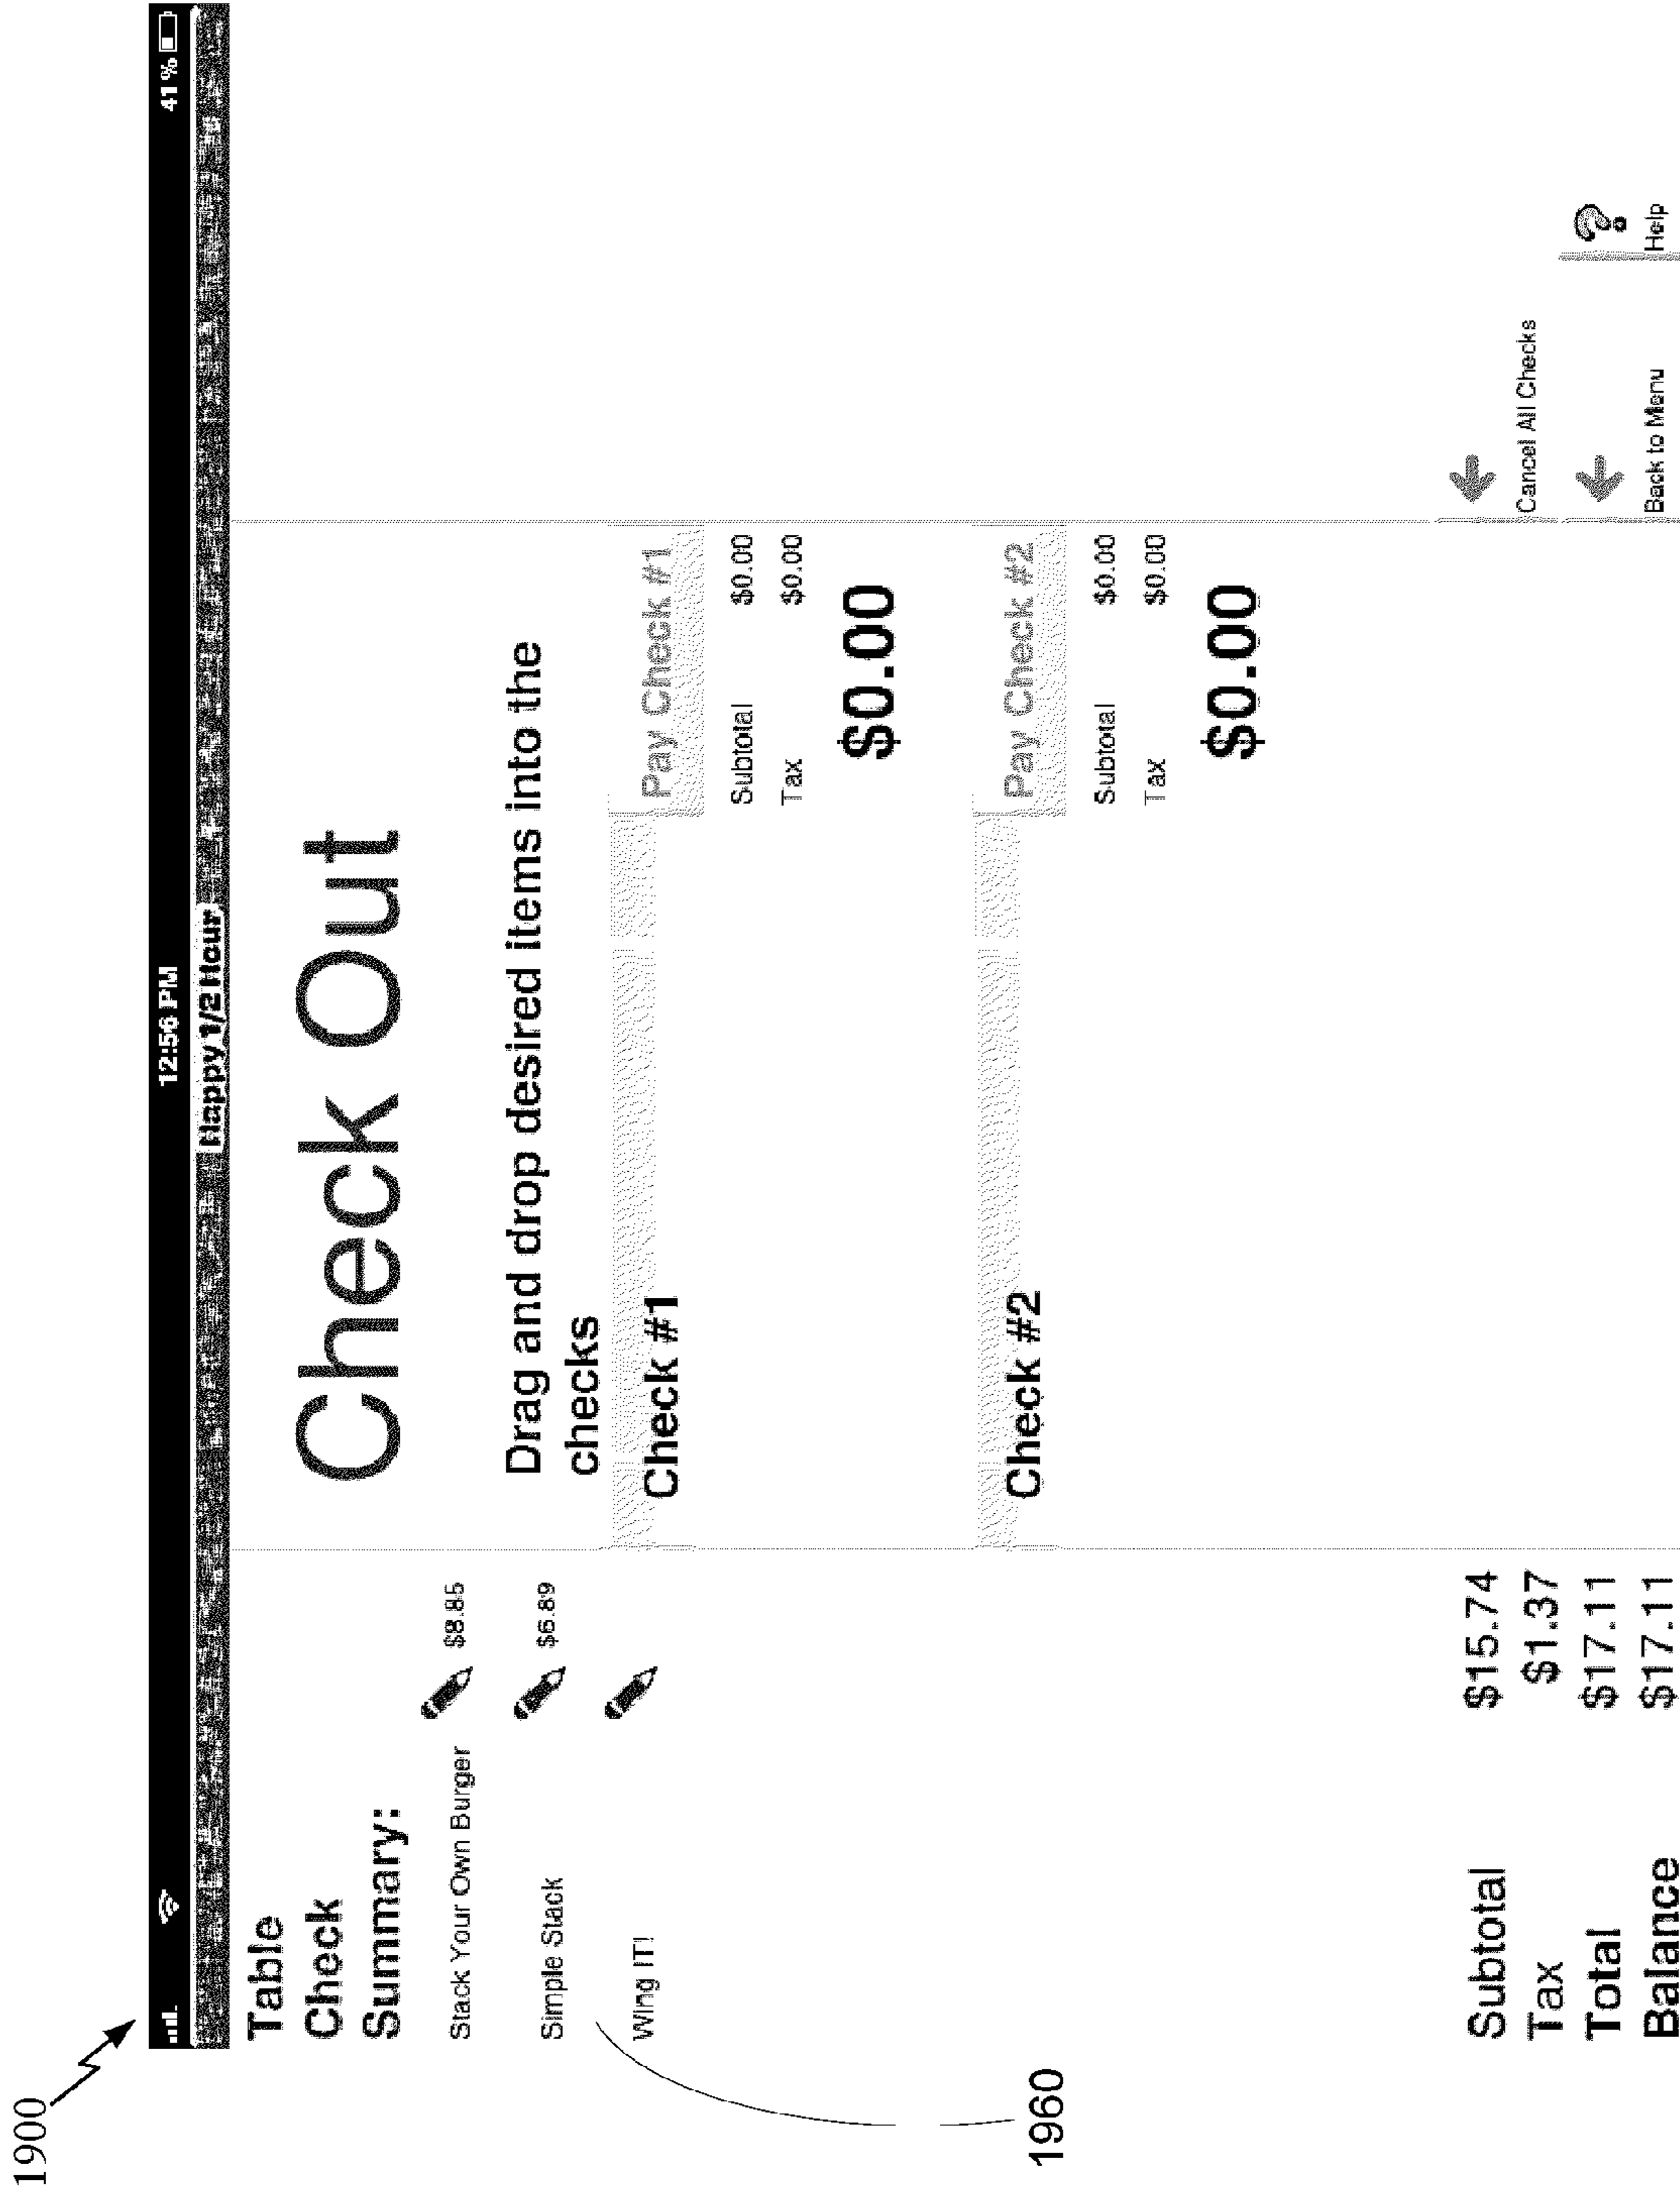 1900
12:56 PM
41 %
Happy 1/2 Hour
Table
Check
Summary:
Stack Your Own Burger $8.85
Simple Stack $6.89
Wing IT!
1960
Subtotal $15.74
Tax $1.37
Total $17.11
Balance $17.11
Check Out
Drag and drop desired items into the
checks
Check #1
Pay Check #1
Subtotal $0.00
Tax $0.00
$0.00
Check #2
Pay Check #2
Subtotal $0.00
Tax $0.00
$0.00
Cancel All Checks
Back to Menu
? Help